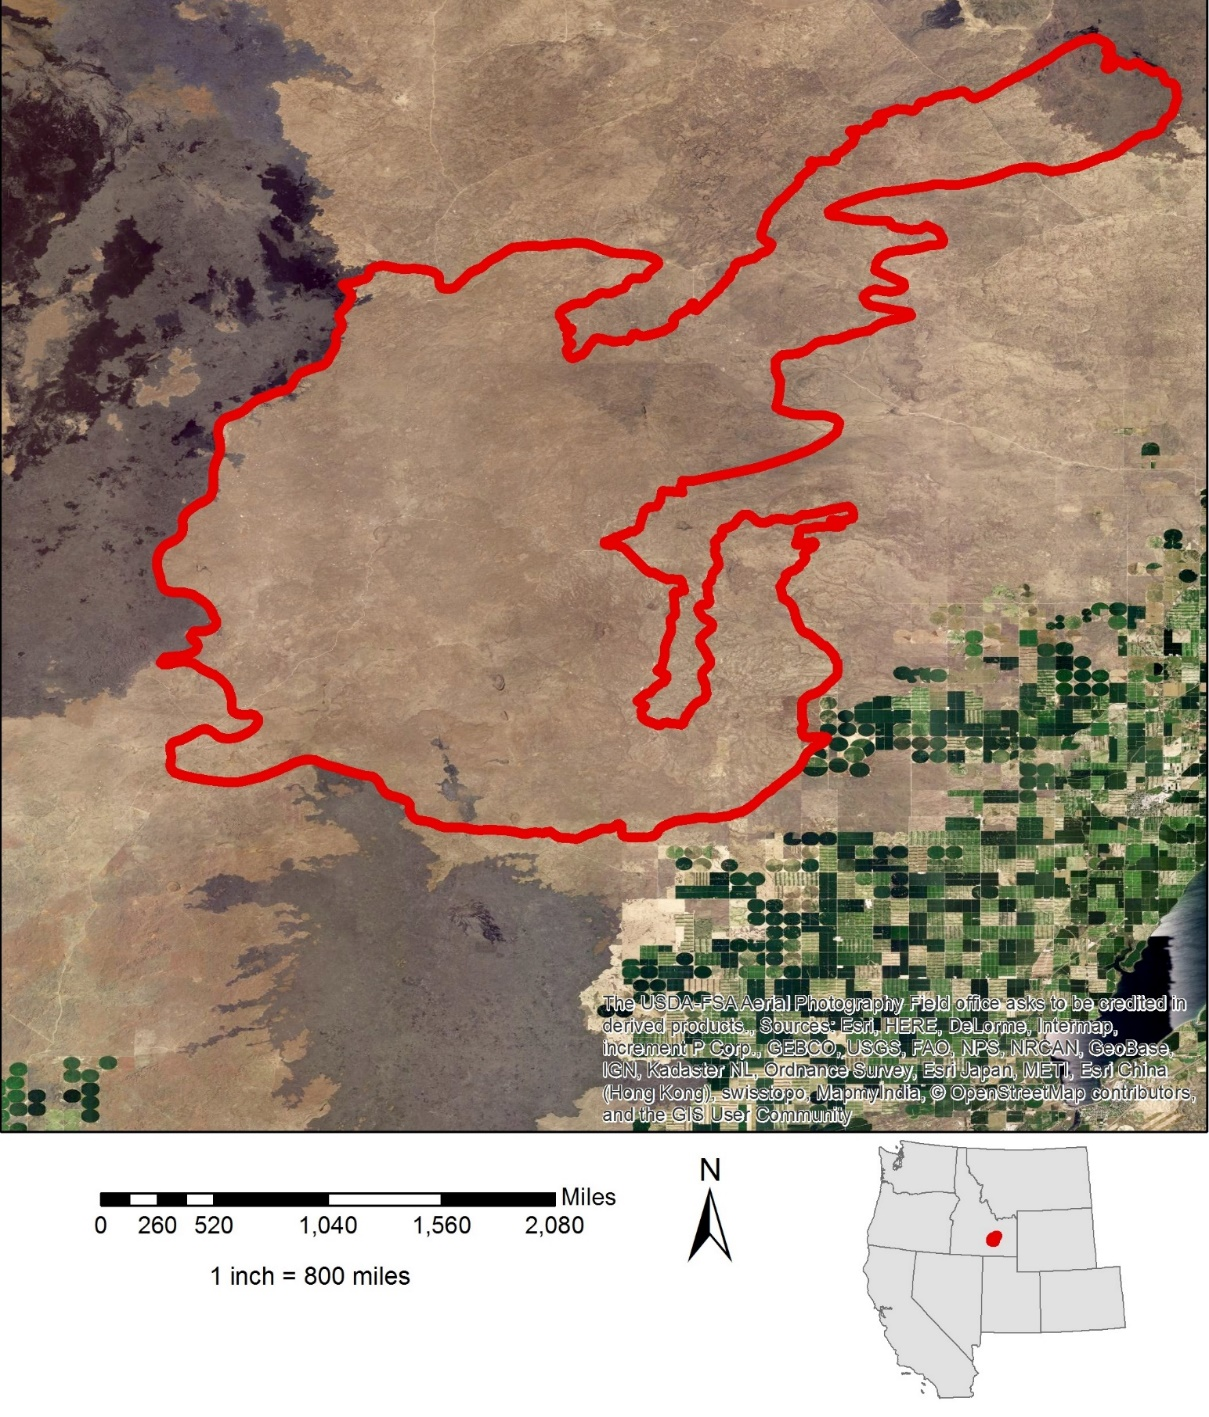 The USDA-FSA Aerial Photography Field office asks to be credited in
derived products., Sources: Esri, HERE, DeLorme, Intermap,
increment P Corp., GEBCO, USGS, FAO, NPS, NRCAN, GeoBase,
IGN, Kadaster NL, Ordnance Survey, Esri Japan, METI, Esri China
(Hong Kong), swisstopo, MapmyIndia, © OpenStreetMap contributors,
and the GIS User Community
N
Miles
0 260 520 1,040 1,560 2,080
1 inch = 800 miles